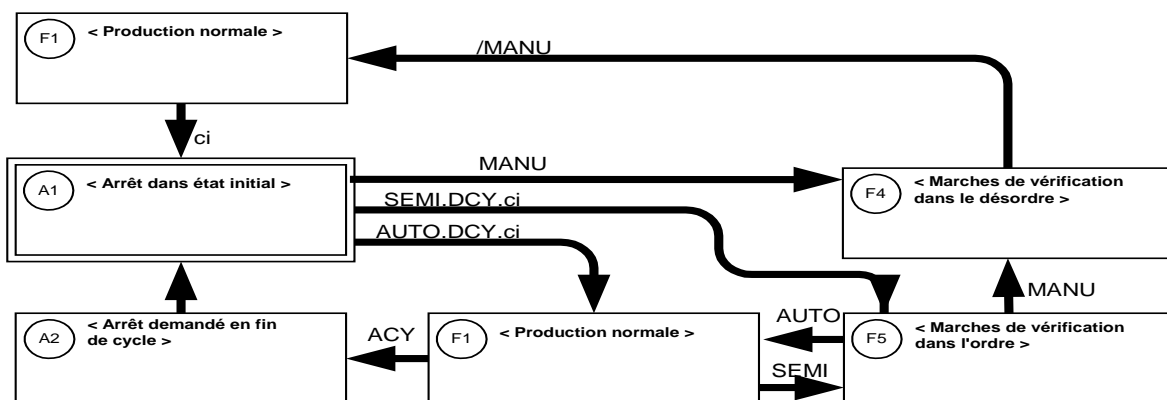 F1
< Production normale >
/MANU
ci
A1
< Arrêt dans état initial >
MANU
SEMI.DCY.ci
AUTO.DCY.ci
F4
< Marches de vérification
dans le désordre >
MANU
A2
< Arrêt demandé en fin
de cycle >
ACY
F1
< Production normale >
AUTO
SEMI
F5
< Marches de vérification
dans l'ordre >